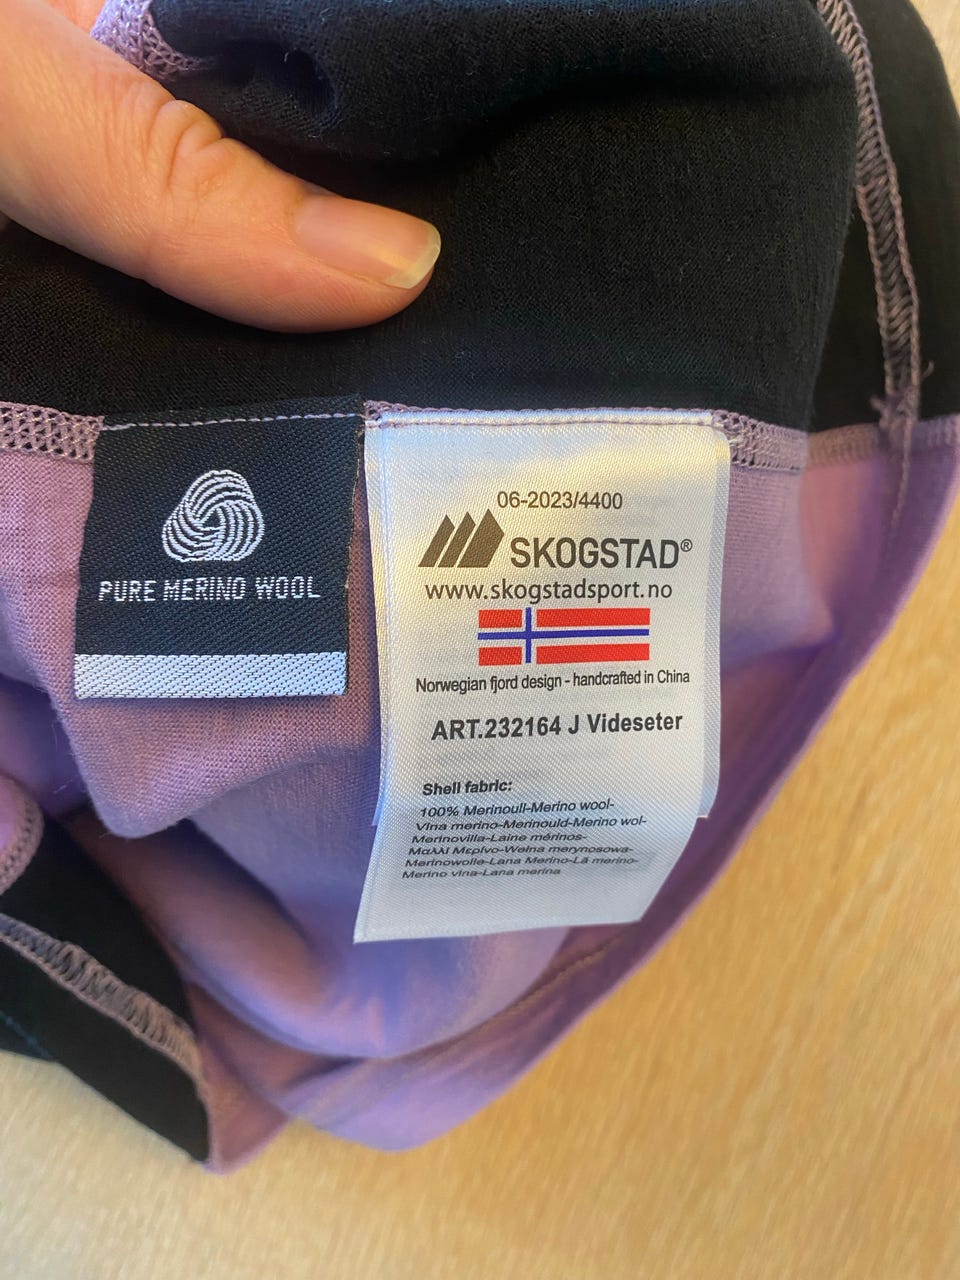 PURE MERINO WOOL
06-2023/4400
SKOGSTAD®
www.skogstadsport.no
Norwegian fjord design - handcrafted in China
ART.232164 J Videseter
Shell fabric:
100% Merinoull-Merino wool-
Vlna merino-Merinould-Merino wol-
Merinovilla-Laine mérinos-
Μαλλί Μερίνο-Wełna merynosowa-
Merinowolle-Lana Merino-Lã merino-
Merino vlna-Lana merina